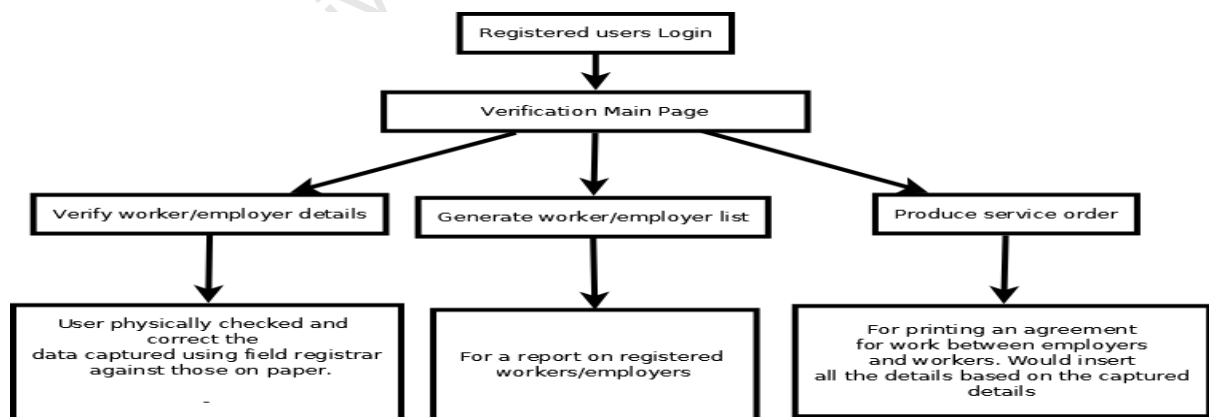 Registered users Login
Verification Main Page
Verify worker/employer details
Generate worker/employer list
Produce service order
User physically checked and
correct the
data captured using field registrar
against those on paper.
-
For a report on registered
workers/employers
For printing an agreement
for work between employers
and workers. Would insert
all the details based on the captured
details